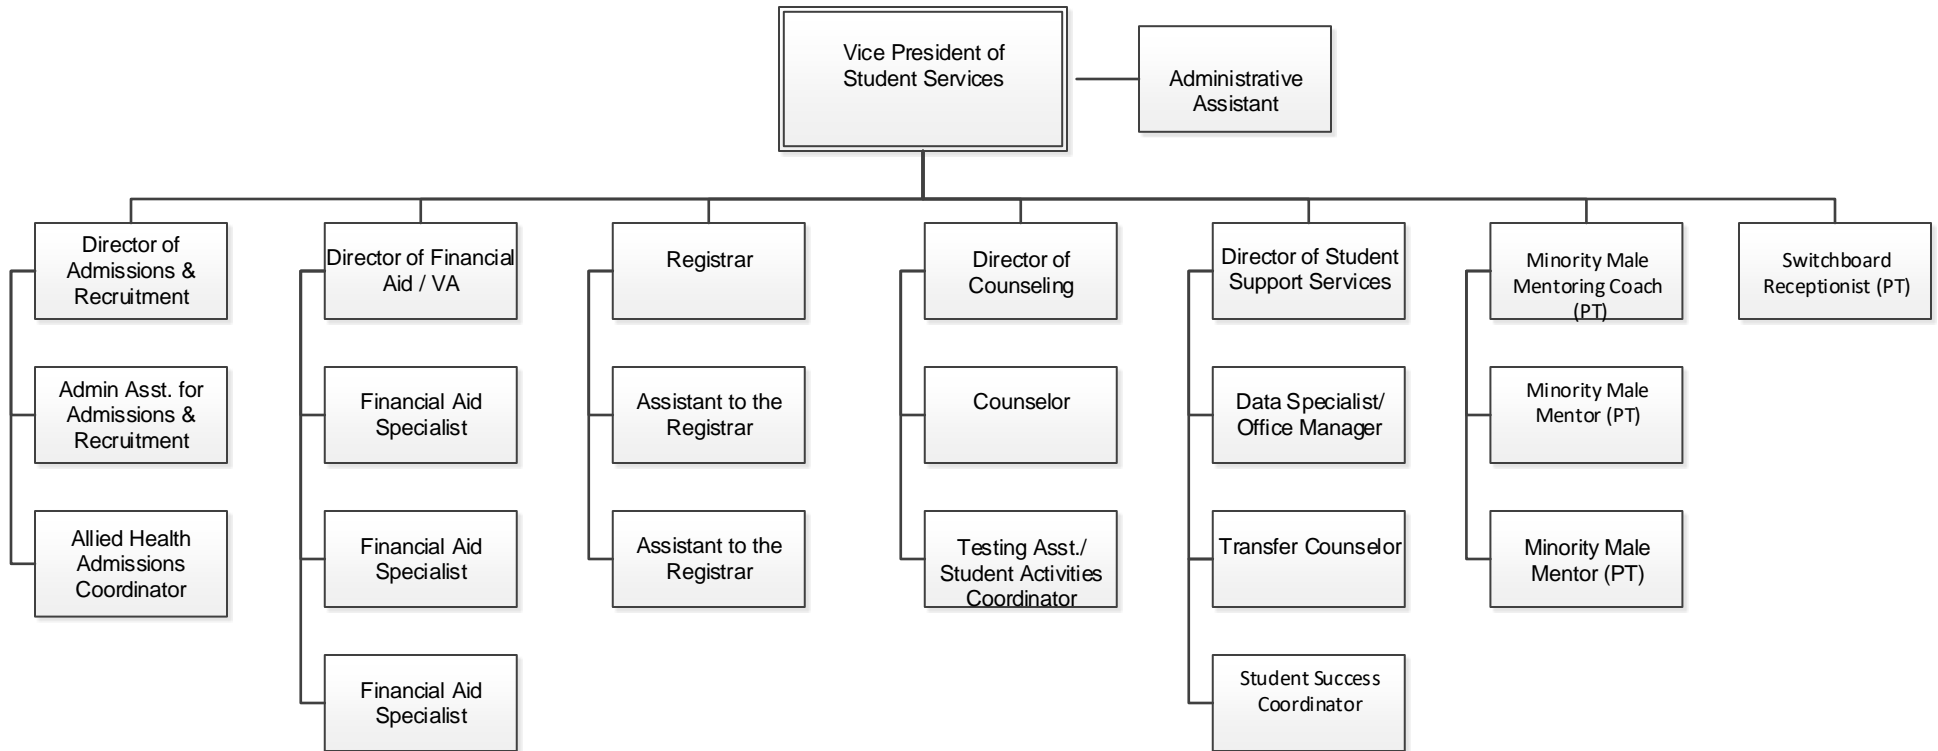 Vice President of
Student Services
Administrative
Assistant
Director of
Admissions &
Recruitment
Director of Financial
Aid / VA
Registrar
Director of
Counseling
Director of Student
Support Services
Minority Male
Mentoring Coach
(PT)
Switchboard
Receptionist (PT)
Admin Asst. for
Admissions &
Recruitment
Financial Aid
Specialist
Assistant to the
Registrar
Counselor
Data Specialist/
Office Manager
Minority Male
Mentor (PT)
Allied Health
Admissions
Coordinator
Financial Aid
Specialist
Assistant to the
Registrar
Testing Asst./
Student Activities
Coordinator
Transfer Counselor
Minority Male
Mentor (PT)
Financial Aid
Specialist
Student Success
Coordinator